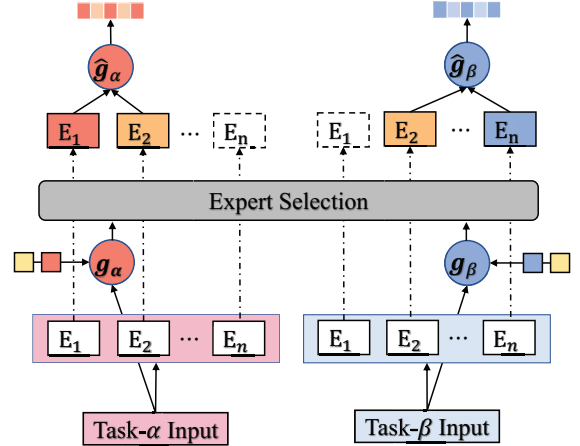 ĝα ĝβ
E1 E2 ... En E1 E2 ... En
Expert Selection
gα gβ
E1 E2 ... En E1 E2 ... En
Task-α Input Task-β Input